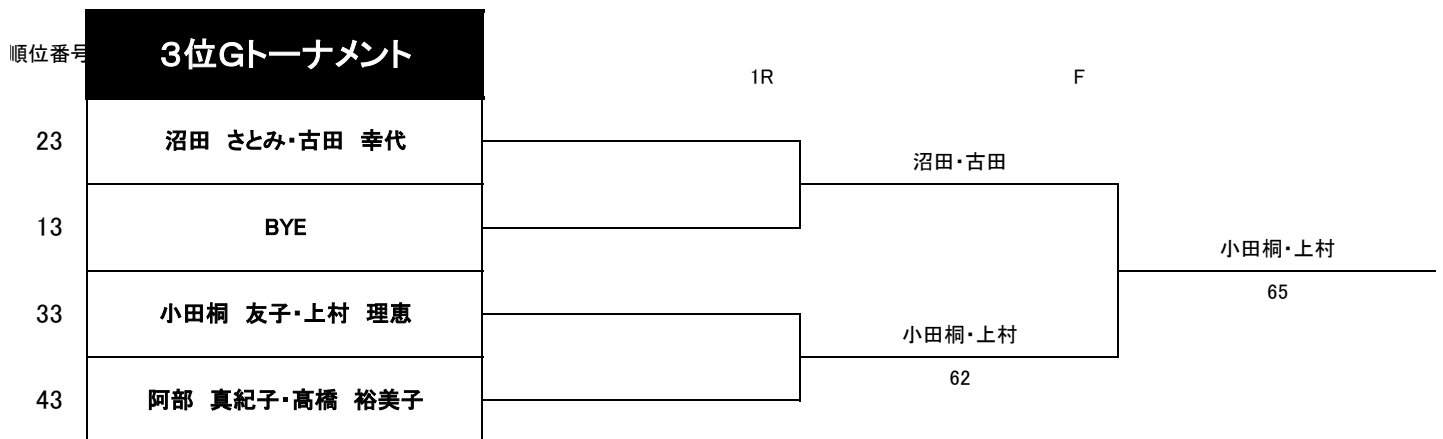 順位番号
３位Gトーナメント
1R
F
23
沼田　さとみ・古田　幸代
沼田・古田
13
BYE
小田桐・上村
65
33
小田桐　友子・上村　理恵
小田桐・上村
62
43
阿部　真紀子・髙橋　裕美子